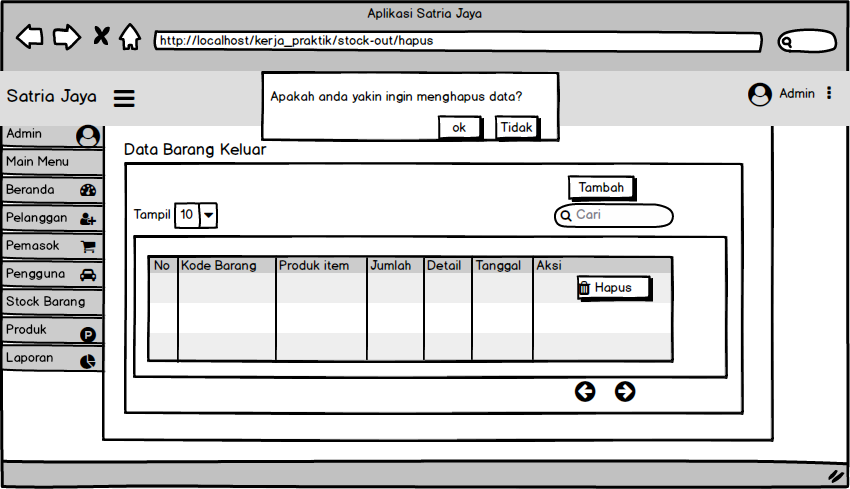 Aplikasi Satria Jaya
http://localhost/kerja_praktik/stock-out/hapus
Satria Jaya
Apakah anda yakin ingin menghapus data?
ok Tidak
Admin
Admin
Main Menu
Beranda
Pelanggan
Pemasok
Pengguna
Stock Barang
Produk P
Laporan
Data Barang Keluar
Tambah
Tampil 10
Cari
No Kode Barang Produk item Jumlah Detail Tanggal Aksi
Hapus